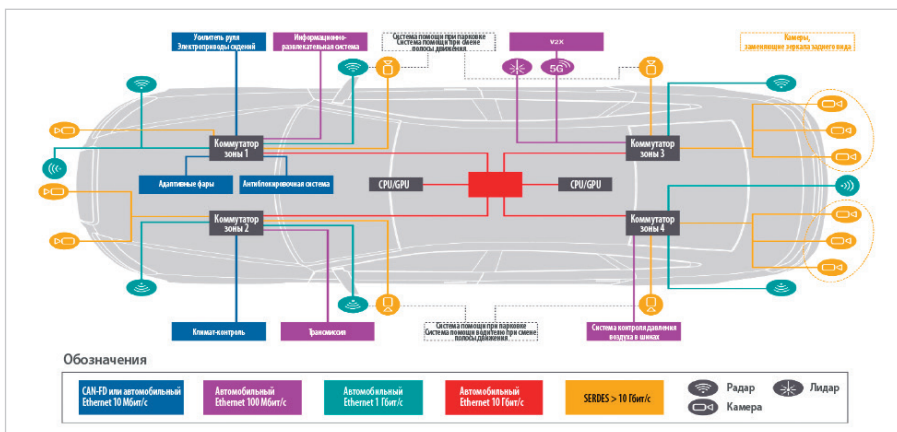 Усилитель руля
Электроприводы сидений
Информационно-
развлекательная система
Система помощи при парковке
Система помощи при смене
полосы движения
V2X
Камеры,
заменяющие зеркала заднего вида
5G
Коммутатор
зоны 1
Коммутатор
зоны 3
Адаптивные фары
Антиблокировочная система
CPU/GPU
CPU/GPU
Коммутатор
зоны 2
Коммутатор
зоны 4
Климат-контроль
Трансмиссия
Система помощи при парковке
Система помощи водителю при смене
полосы движения
Система контроля давления
воздуха в шинах
Обозначения
CAN-FD или автомобильный
Ethernet 10 Мбит/с
Автомобильный
Ethernet 100 Мбит/с
Автомобильный
Ethernet 1 Гбит/с
Автомобильный
Ethernet 10 Гбит/с
SERDES > 10 Гбит/с
Радар
Лидар
Камера